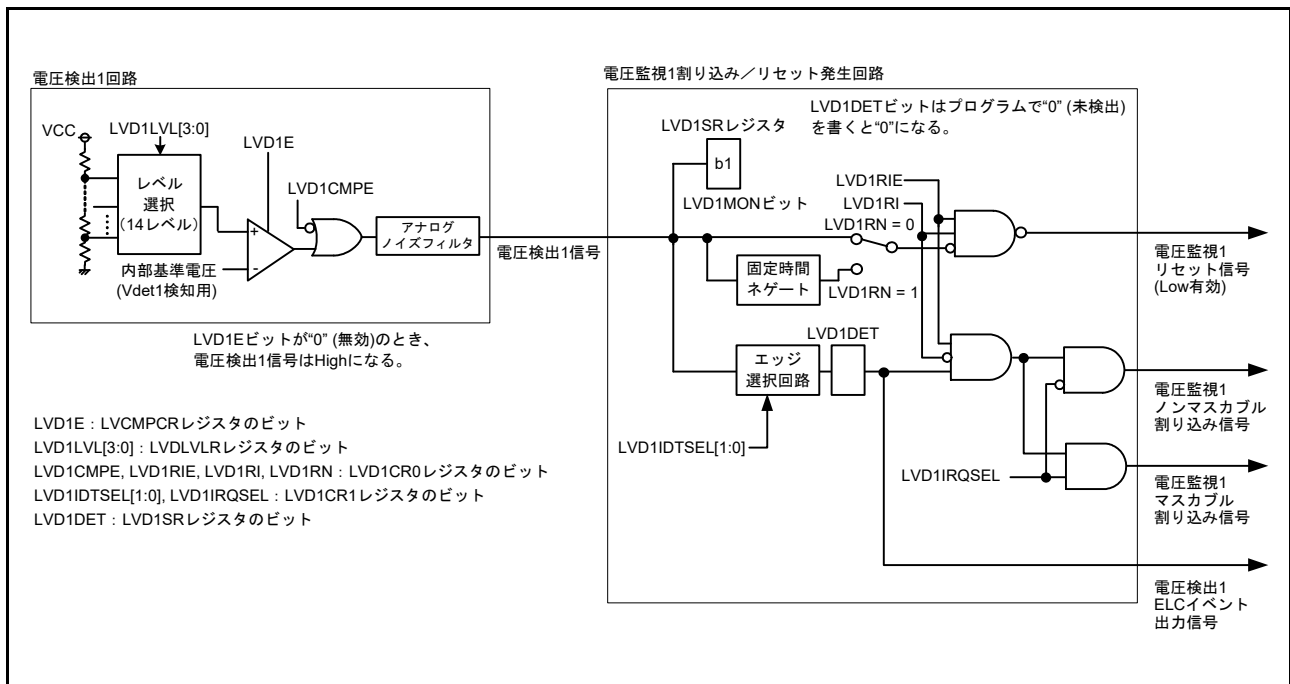 電圧検出1回路
VCC
LVD1LVL[3:0]
レベル
選択
(14レベル)
LVD1E
LVD1CMPE
+
-
内部基準電圧
(Vdet1検知用)
アナログ
ノイズフィルタ
電圧検出1信号
LVD1Eビットが“0” (無効)のとき、
電圧検出1信号はHighになる。
電圧監視1割り込み／リセット発生回路
LVD1DETビットはプログラムで“0” (未検出)
を書くと“0”になる。
LVD1SRレジスタ
b1
LVD1MONビット
LVD1RIE
LVD1RI
LVD1RN = 0
固定時間
ネゲート
LVD1RN = 1
LVD1DET
エッジ
選択回路
LVD1IDTSEL[1:0]
LVD1IRQSEL
電圧監視1
リセット信号
(Low有効)
電圧監視1
ノンマスカブル
割り込み信号
電圧監視1
マスカブル
割り込み信号
電圧検出1
ELCイベント
出力信号
LVD1E：LVCMPCRレジスタのビット
LVD1LVL[3:0]：LVDLVLRレジスタのビット
LVD1CMPE, LVD1RIE, LVD1RI, LVD1RN：LVD1CR0レジスタのビット
LVD1IDTSEL[1:0], LVD1IRQSEL：LVD1CR1レジスタのビット
LVD1DET：LVD1SRレジスタのビット